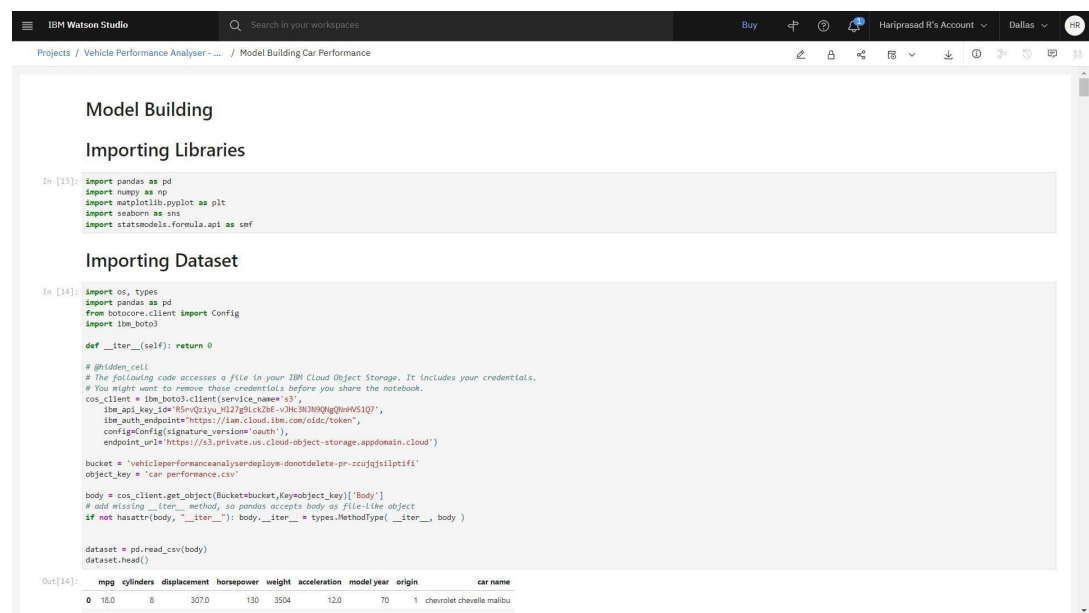 IBM Watson Studio
Search in your workspaces
Buy
1
Hariprasad R's Account
Dallas
HR
Projects / Vehicle Performance Analyser - ... / Model Building Car Performance
Model Building
Importing Libraries
In [13]: import pandas as pd
import numpy as np
import matplotlib.pyplot as plt
import seaborn as sns
import statsmodels.formula.api as smf
Importing Dataset
In [14]: import os, types
import pandas as pd
from botocore.client import Config
import ibm_boto3
def __iter__(self): return 0
# @hidden_cell
# The following code accesses a file in your IBM Cloud Object Storage. It includes your credentials.
# You might want to remove those credentials before you share the notebook.
cos_client = ibm_boto3.client(service_name='s3',
ibm_api_key_id=
ibm_auth_endpoint="https://iam.cloud.ibm.com/oidc/token",
config=Config(signature_version='oauth'),
endpoint_url='https://s3.private.us.cloud-object-storage.appdomain.cloud')
bucket = 'vehicleperformanceanalyserdeploym-donotdelete-pr-zcujqjsilptifi'
object_key = 'car performance.csv'
body = cos_client.get_object(Bucket=bucket,Key=object_key)['Body']
# add missing __iter__ method, so pandas accepts body as file-like object
if not hasattr(body, "__iter__"): body.__iter__ = types.MethodType( __iter__, body )
dataset = pd.read_csv(body)
dataset.head()
Out[14]: mpg cylinders displacement horsepower weight acceleration model year origin car name
0 18.0 8 307.0 130 3504 12.0 70 1 chevrolet chevelle malibu